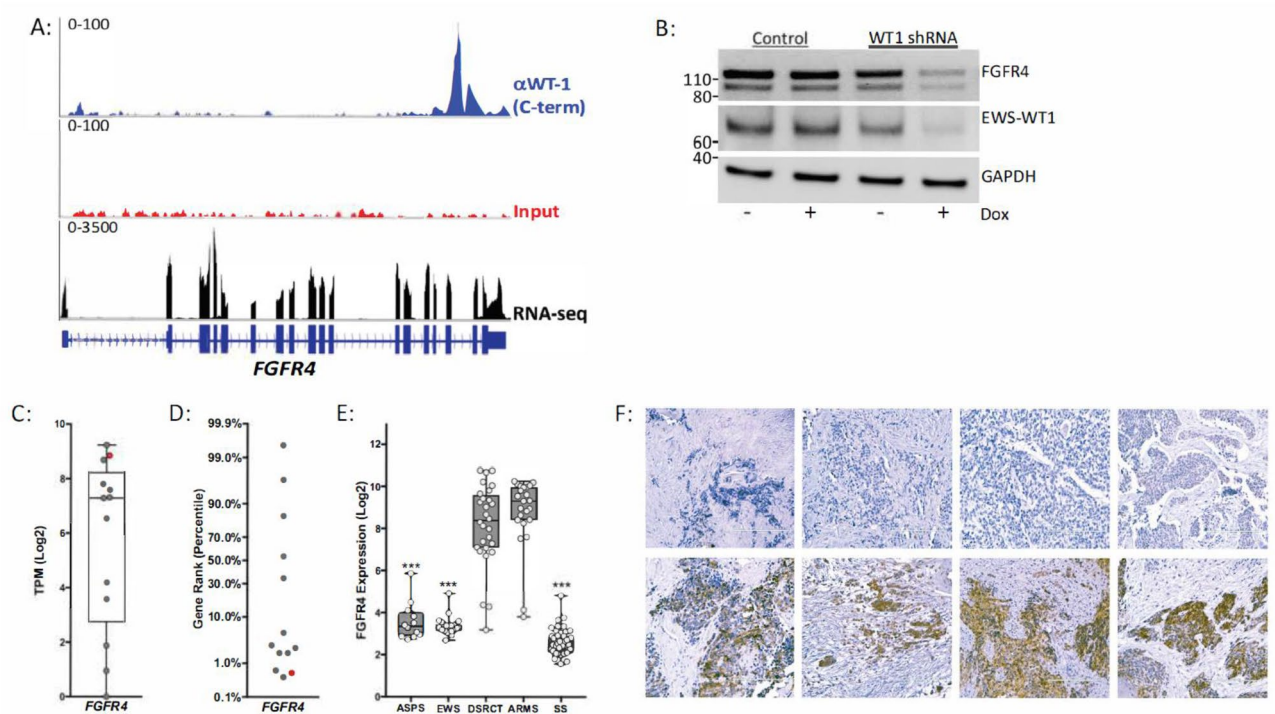 A:
0-100
αWT-1
(C-term)
0-100
Input
0-3500
RNA-seq
FGFR4
B:
Control WT1 shRNA
110-
80-
FGFR4
60-
EWS-WT1
40-
GAPDH
- + - + Dox
C:
10
8
6
4
2
0
TPM (Log2)
FGFR4
D:
99.9%
99.0%
90.0%
70.0%
50.0%
30.0%
10.0%
1.0%
0.1%
Gene Rank (Percentile)
FGFR4
E:
12
10
8
6
4
2
0
FGFR4 Expression (Log2)
*** *** ***
ASPS EWS DSRCT ARMS SS
F: